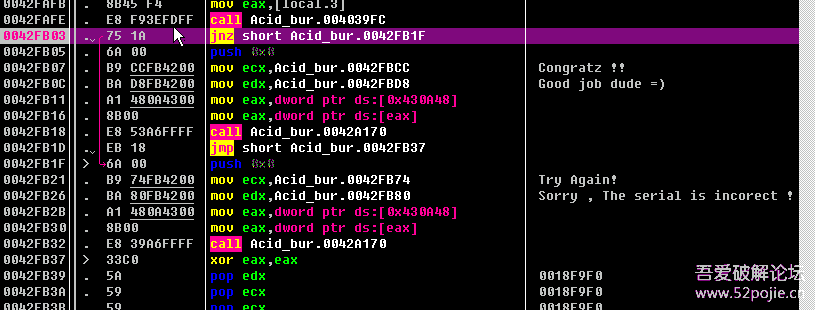 0042FAFB . 8B45 F4 mov eax,[local.3]
0042FAFE . E8 F93EFDFF call Acid_bur.004039FC
0042FB03 . 75 1A jnz short Acid_bur.0042FB1F
0042FB05 . 6A 00 push 0x0
0042FB07 . B9 CCFB4200 mov ecx,Acid_bur.0042FBCC Congratz !!
0042FB0C . BA D8FB4200 mov edx,Acid_bur.0042FBD8 Good job dude =)
0042FB11 . A1 480A4300 mov eax,dword ptr ds:[0x430A48]
0042FB16 . 8B00 mov eax,dword ptr ds:[eax]
0042FB18 . E8 53A6FFFF call Acid_bur.0042A170
0042FB1D . EB 18 jmp short Acid_bur.0042FB37
0042FB1F > 6A 00 push 0x0
0042FB21 . B9 74FB4200 mov ecx,Acid_bur.0042FB74 Try Again!
0042FB26 . BA 80FB4200 mov edx,Acid_bur.0042FB80 Sorry , The serial is incorect !
0042FB2B . A1 480A4300 mov eax,dword ptr ds:[0x430A48]
0042FB30 . 8B00 mov eax,dword ptr ds:[eax]
0042FB32 . E8 39A6FFFF call Acid_bur.0042A170
0042FB37 > 33C0 xor eax,eax
0042FB39 . 5A pop edx 0018F9F0
0042FB3A . 59 pop ecx 0018F9F0
0042FB3B . 59 pop ecx 0018F9F0
吾爱破解论坛
www.52pojie.cn